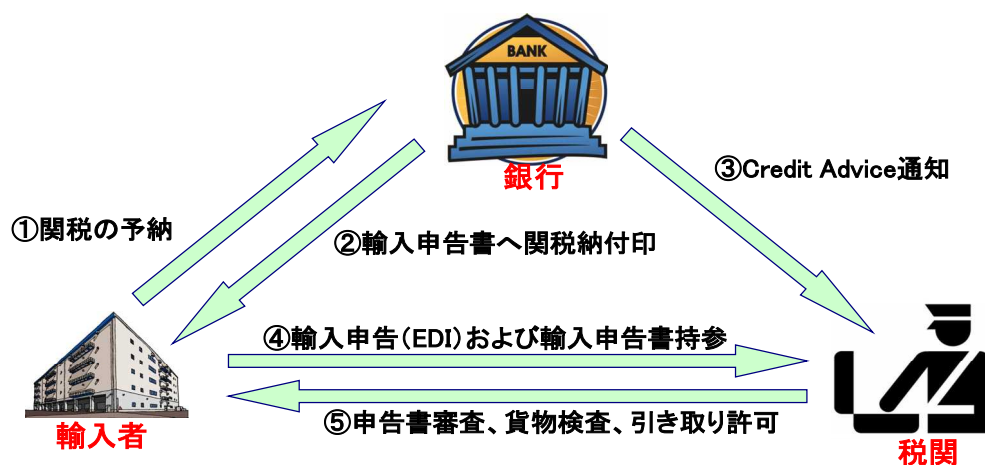 BANK
銀行
③Credit Advice通知
①関税の予納
②輸入申告書へ関税納付印
④輸入申告（EDI）および輸入申告書持参
⑤申告書審査、貨物検査、引き取り許可
輸入者
税関